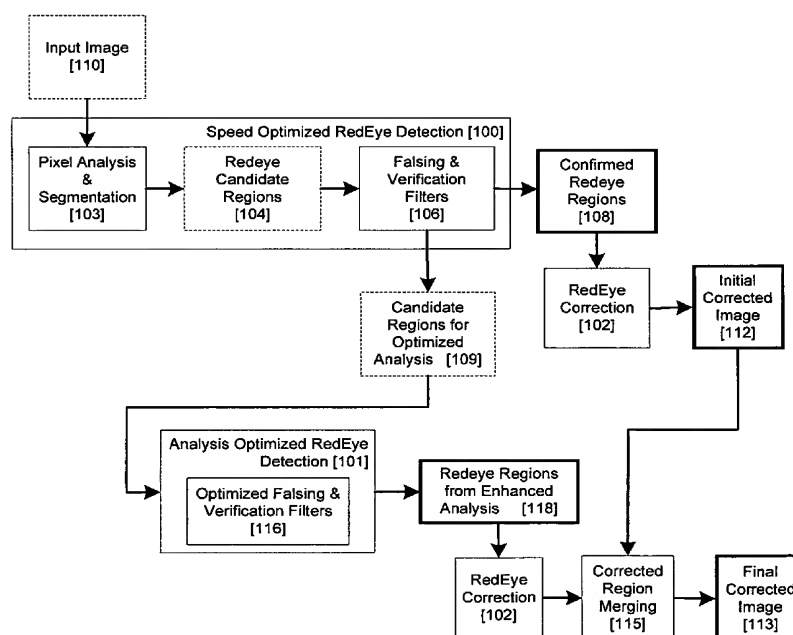 Input Image
[110]
Speed Optimized RedEye Detection [100]
Pixel Analysis
&
Segmentation
[103]
Redeye
Candidate
Regions
[104]
Falsing &
Verification
Filters
[106]
Confirmed
Redeye
Regions
[108]
RedEye
Correction
[102]
Initial
Corrected
Image
[112]
Candidate
Regions for
Optimized
Analysis [109]
Analysis Optimized RedEye
Detection [101]
Optimized Falsing &
Verification Filters
[116]
Redeye Regions
from Enhanced
Analysis [118]
RedEye
Correction
[102]
Corrected
Region
Merging
[115]
Final
Corrected
Image
[113]